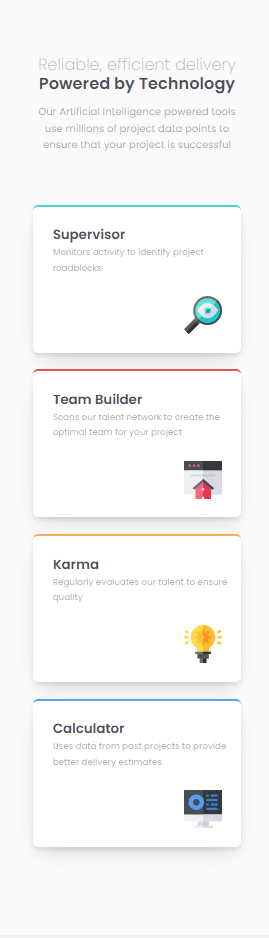 Reliable, efficient delivery
Powered by Technology
Our Artificial Intelligence powered tools
use millions of project data points to
ensure that your project is successful
Supervisor
Monitors activity to identify project
roadblocks
Team Builder
Scans our talent network to create the
optimal team for your project
Karma
Regularly evaluates our talent to ensure
quality
Calculator
Uses data from past projects to provide
better delivery estimates